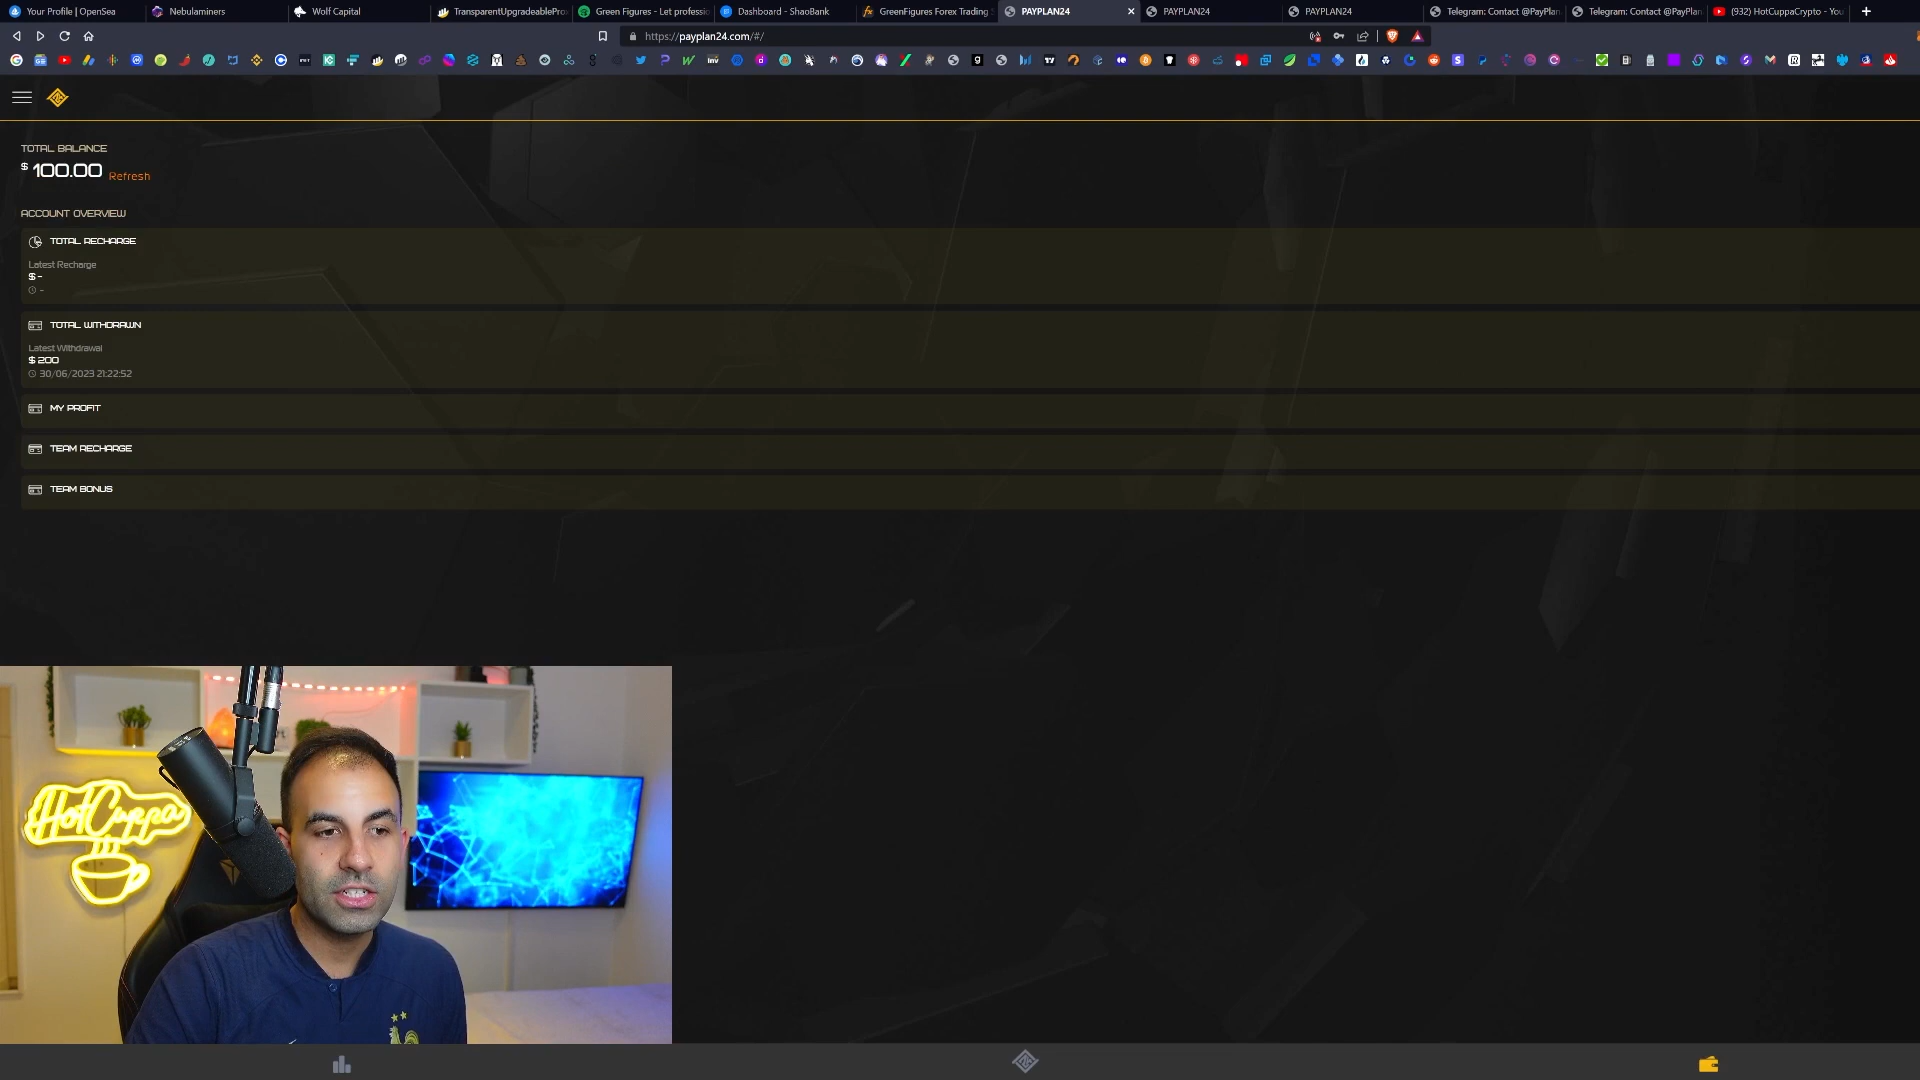 Your Profile | OpenSea
Nebulaminers
Wolf Capital
TransparentUpgradeablePro
Green Figures - Let professio
Dashboard - ShaoBank
GreenFigures Forex Trading S
PAYPLAN24
PAYPLAN24
PAYPLAN24
Telegram: Contact @PayPlan
Telegram: Contact @PayPlan
(932) HotCuppaCrypto - You
https://payplan24.com/#/
TOTAL BALANCE
$ 100.00 Refresh
ACCOUNT OVERVIEW
TOTAL RECHARGE
Latest Recharge
$ -
-
TOTAL WITHDRAWN
Latest Withdrawal
$ 200
30/06/2023 21:22:52
MY PROFIT
TEAM RECHARGE
TEAM BONUS
HotCuppa